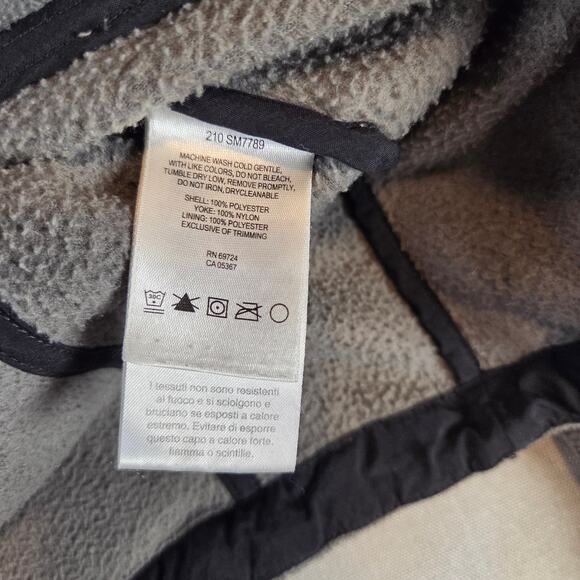 210 SM7789
MACHINE WASH COLD GENTLE,
WITH LIKE COLORS, DO NOT BLEACH,
TUMBLE DRY LOW, REMOVE PROMPTLY,
DO NOT IRON, DRYCLEANABLE
SHELL: 100% POLYESTER
YOKE: 100% NYLON
LINING: 100% POLYESTER
EXCLUSIVE OF TRIMMING
RN 69724
CA 05367
30C
I tessuti non sono resistenti
al fuoco e si sciolgono e
bruciano se esposti a calore
estremo. Evitare di esporre
questo capo a calore forte.
fiamma o scintille.